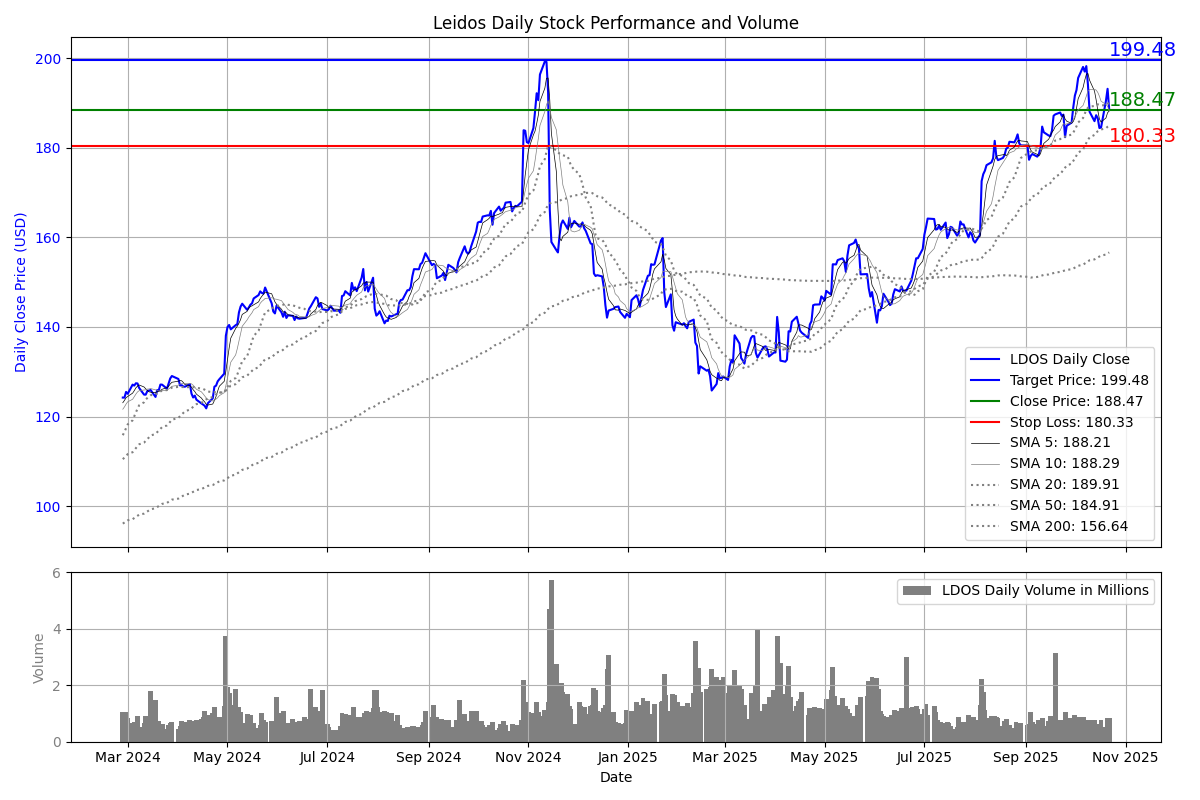 Leidos Daily Stock Performance and Volume
Daily Close Price (USD)
200
180
160
140
120
100
199.48
188.47
180.33
LDOS Daily Close
Target Price: 199.48
Close Price: 188.47
Stop Loss: 180.33
SMA 5: 188.21
SMA 10: 188.29
SMA 20: 189.91
SMA 50: 184.91
SMA 200: 156.64
Volume
6
4
2
0
LDOS Daily Volume in Millions
Mar 2024 May 2024 Jul 2024 Sep 2024 Nov 2024 Jan 2025 Mar 2025 May 2025 Jul 2025 Sep 2025 Nov 2025
Date